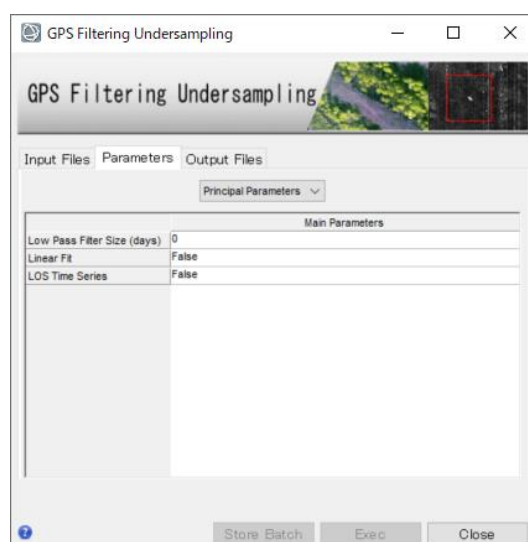 GPS Filtering Undersampling
GPS Filtering Undersampling
Input Files Parameters Output Files
Principal Parameters
Main Parameters
Low Pass Filter Size (days) 0
Linear Fit False
LOS Time Series False
Store Batch Exec Close